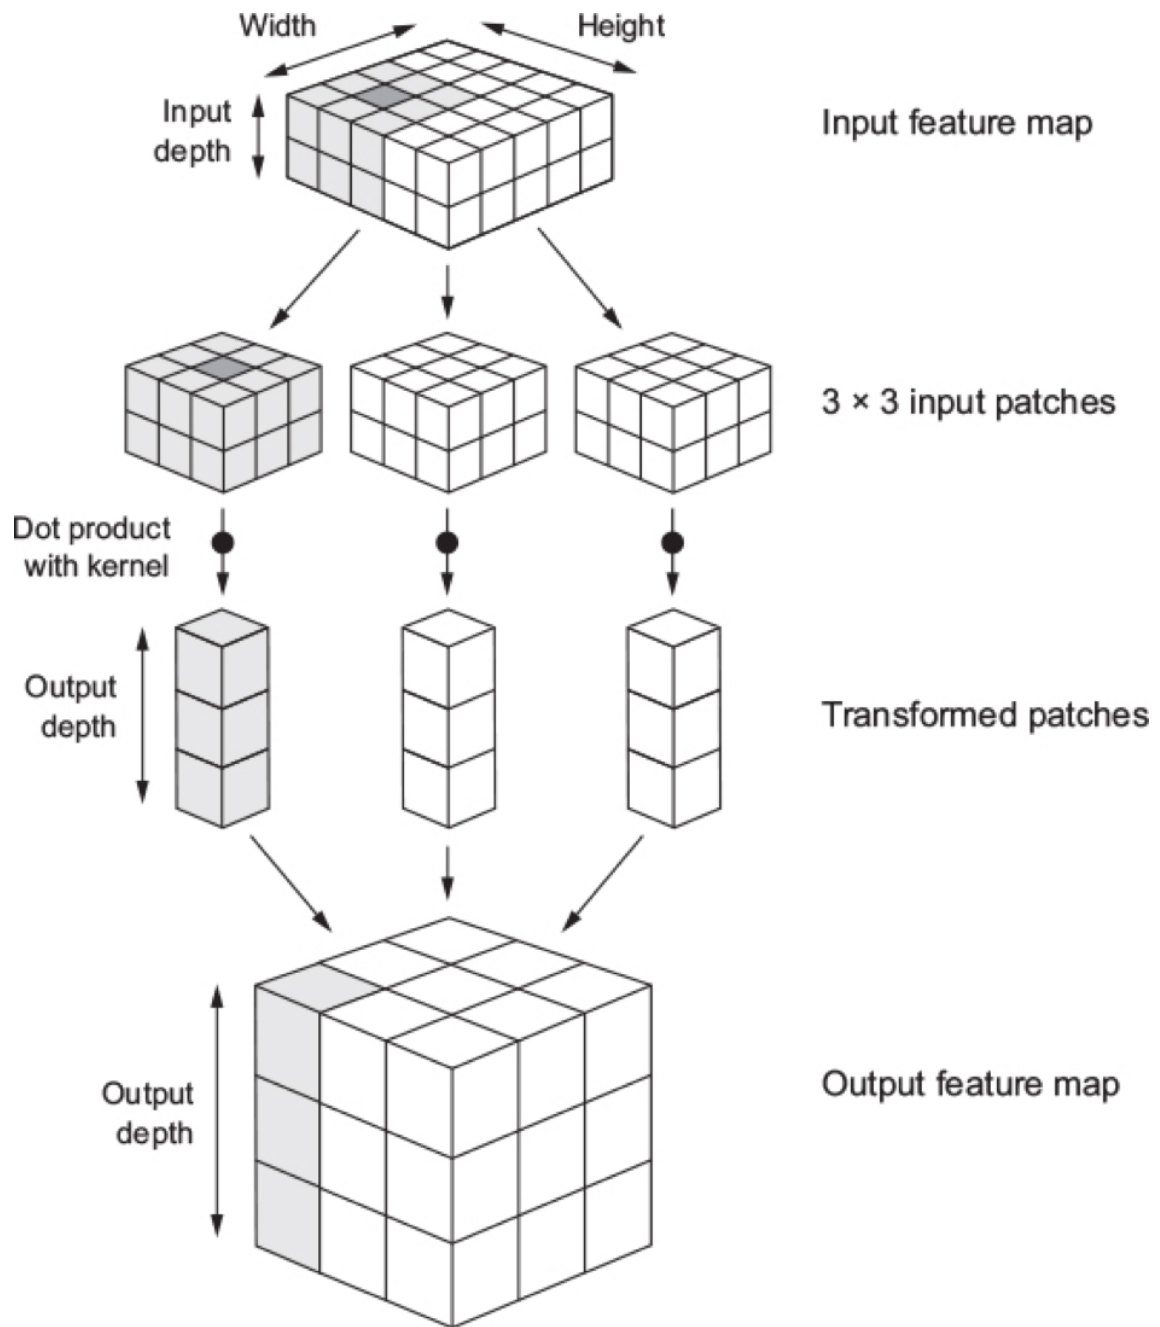 Width
Height
Input
depth
Input feature map
3 × 3 input patches
Dot product
with kernel
Output
depth
Transformed patches
Output
depth
Output feature map